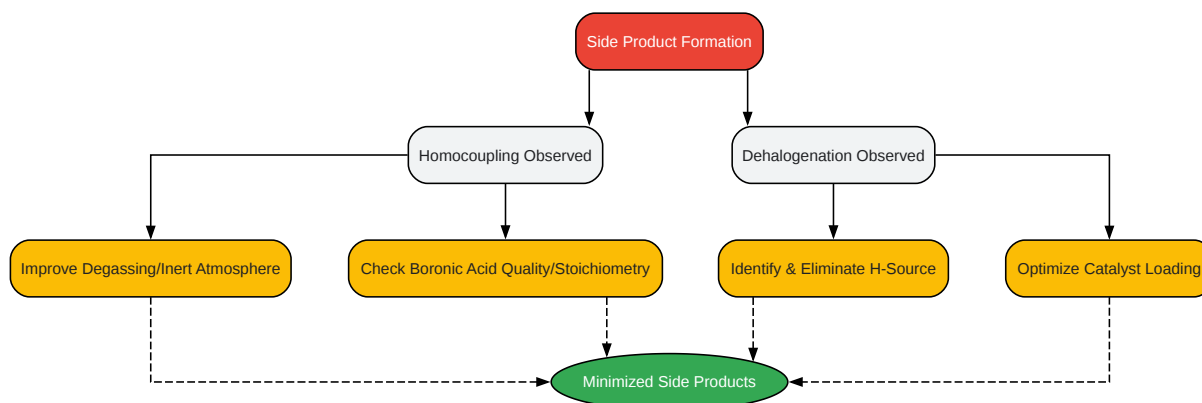 Side Product Formation
Homocoupling Observed
Dehalogenation Observed
Improve Degassing/Inert Atmosphere
Check Boronic Acid Quality/Stoichiometry
Identify & Eliminate H-Source
Optimize Catalyst Loading
Minimized Side Products